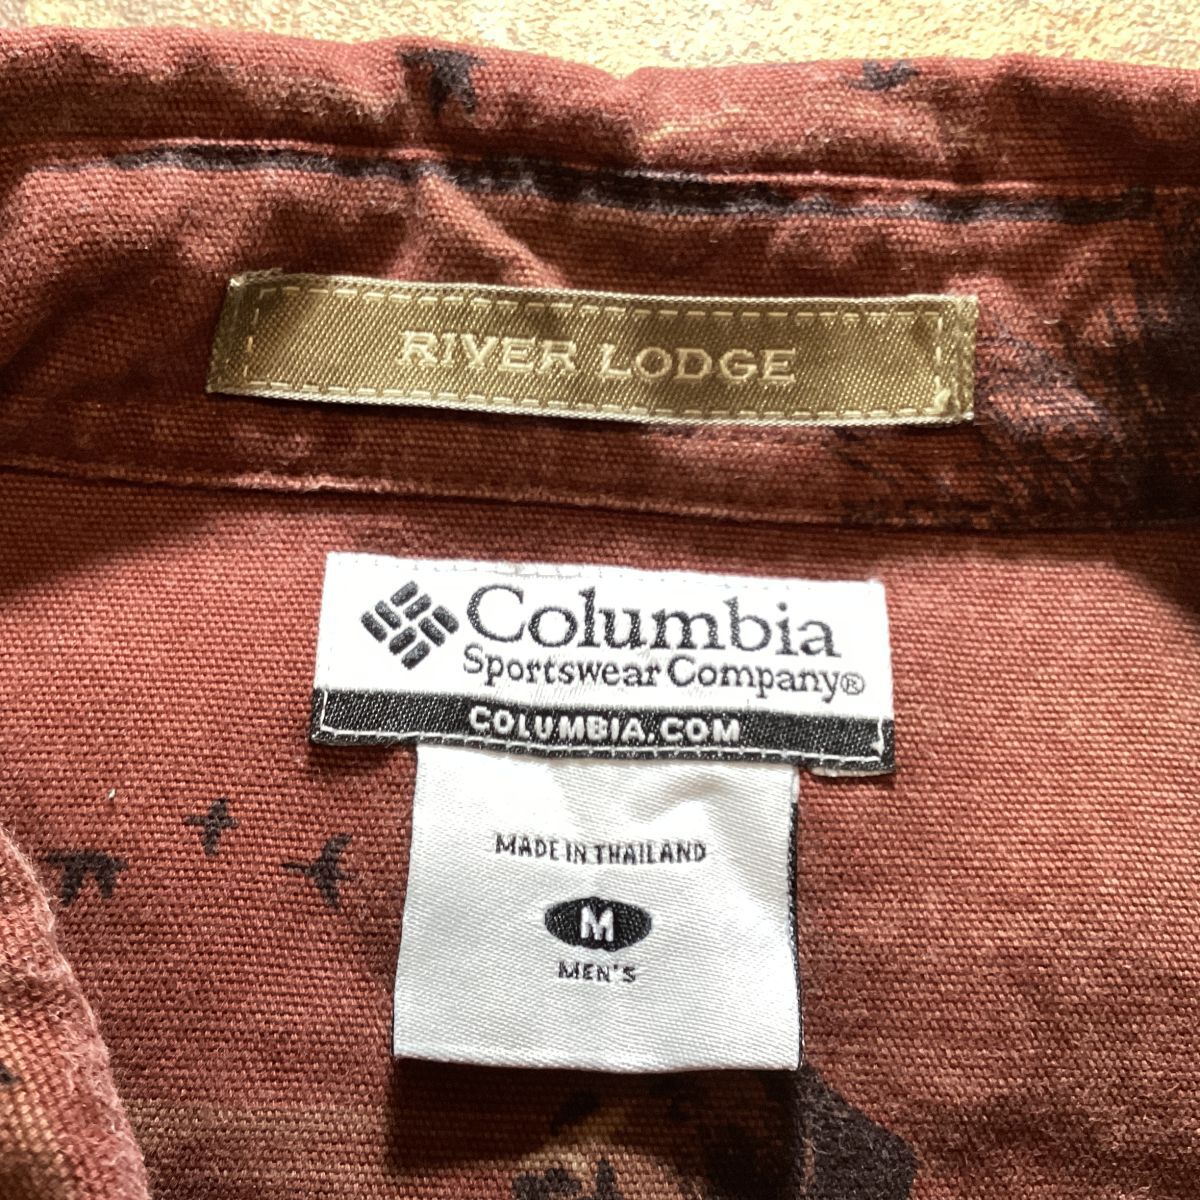 RIVER LODGE
Columbia
Sportswear Company®
COLUMBIA.COM
MADE IN THAILAND
M
MEN'S